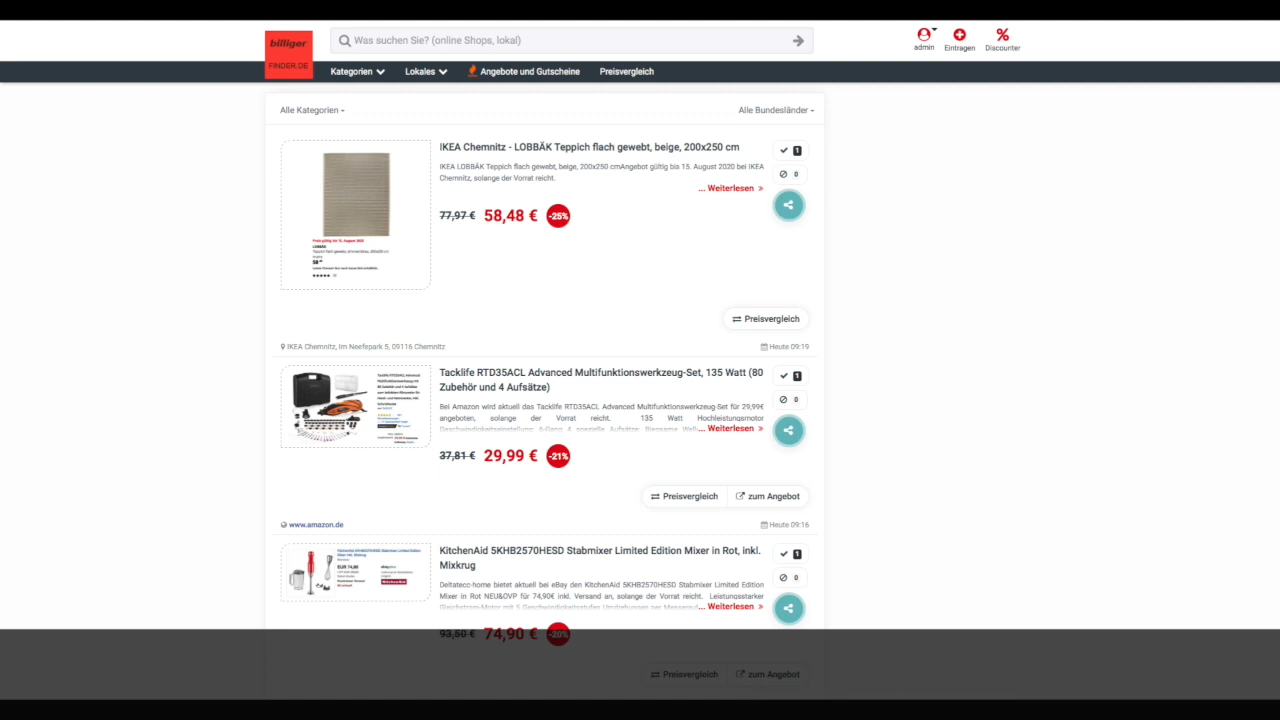 billiger
FINDER.DE
Was suchen Sie? (online Shops, lokal)
admin
Eintragen
Discounter
Kategorien
Lokales
Angebote und Gutscheine
Preisvergleich
Alle Kategorien
Alle Bundesländer
IKEA Chemnitz - LOBBÄK Teppich flach gewebt, beige, 200x250 cm
IKEA LOBBÄK Teppich flach gewebt, beige, 200x250 cmAngebot gültig bis 15. August 2020 bei IKEA
Chemnitz, solange der Vorrat reicht.
... Weiterlesen »
77,97 € 58,48 € -25%
1
0
Preisvergleich
IKEA Chemnitz, Im Neefepark 5, 09116 Chemnitz
Heute 09:19
Tacklife RTD35ACL Advanced Multifunktionswerkzeug-Set, 135 Watt (80
Zubehör und 4 Aufsätze)
Bei Amazon wird aktuell das Tacklife RTD35ACL Advanced Multifunktionswerkzeug-Set für 29,99€
angeboten, solange der Vorrat reicht. 135 Watt Hochleistungsmotor
... Weiterlesen »
37,81 € 29,99 € -21%
1
0
Preisvergleich
zum Angebot
www.amazon.de
Heute 09:16
KitchenAid 5KHB2570HESD Stabmixer Limited Edition Mixer in Rot, inkl.
Mixkrug
Deltatecc-home bietet aktuell bei eBay den KitchenAid 5KHB2570HESD Stabmixer Limited Edition
Mixer in Rot NEU&OVP für 74,90€ inkl. Versand an, solange der Vorrat reicht. Leistungsstarker
... Weiterlesen »
93,50 € 74,90 € -20%
1
0
Preisvergleich
zum Angebot